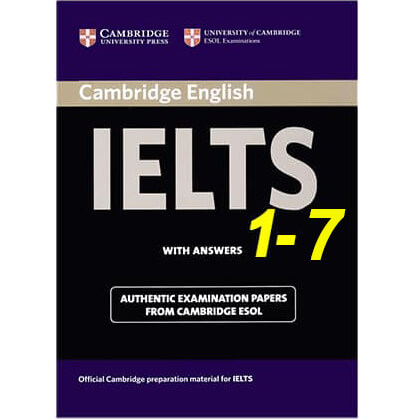 CAMBRIDGE
UNIVERSITY PRESS
UNIVERSITY of CAMBRIDGE
ESOL Examinations
Cambridge English
IELTS
1-7
WITH ANSWERS
AUTHENTIC EXAMINATION PAPERS
FROM CAMBRIDGE ESOL
Official Cambridge preparation material for IELTS